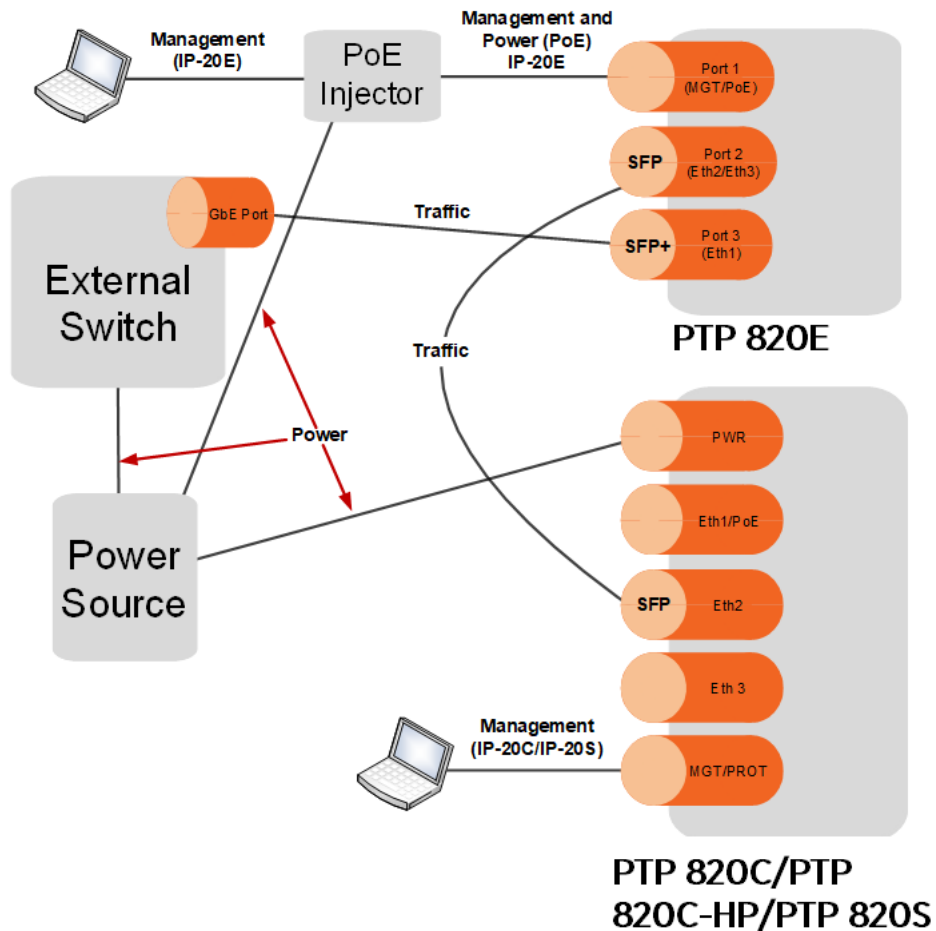 Management
(IP-20E)
PoE
Injector
Management and
Power (PoE)
IP-20E
Port 1
(MGT/PoE)
SFP
Port 2
(Eth2/Eth3)
GbE Port
Traffic
SFP+
Port 3
(Eth1)
External
Switch
PTP 820E
Traffic
Power
PWR
Eth1/PoE
Power
Source
SFP
Eth2
Eth 3
Management
(IP-20C/IP-20S)
MGT/PROT
PTP 820C/PTP
820C-HP/PTP 820S